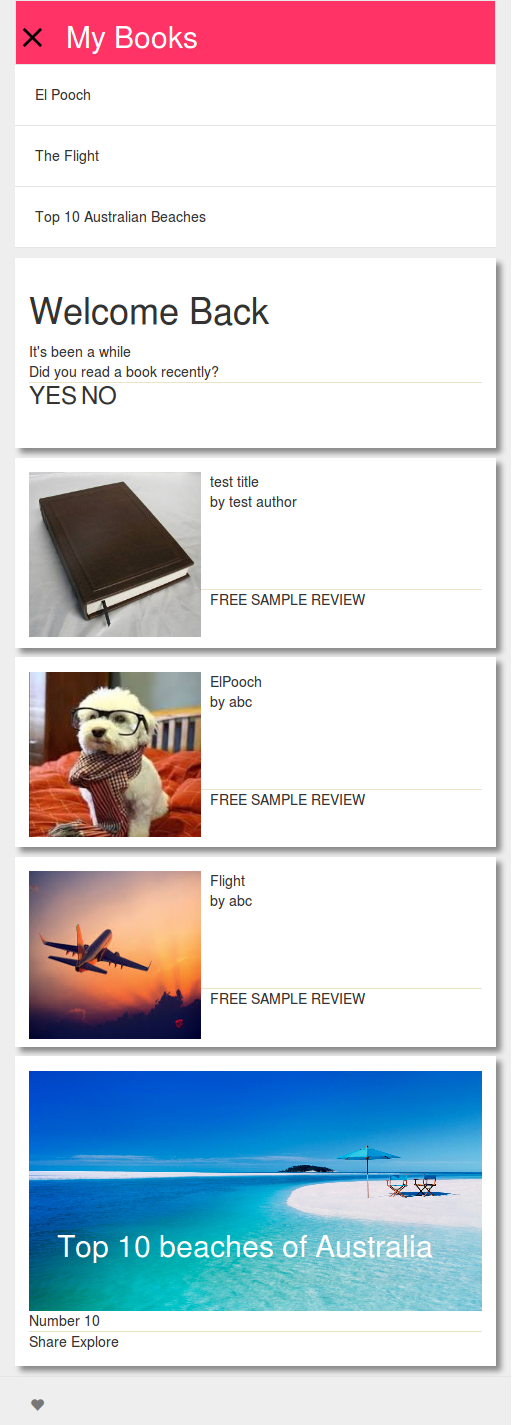 My Books
El Pooch
The Flight
Top 10 Australian Beaches
Welcome Back
It's been a while
Did you read a book recently?
YES NO
test title
by test author
FREE SAMPLE REVIEW
ElPooch
by abc
FREE SAMPLE REVIEW
Flight
by abc
FREE SAMPLE REVIEW
Top 10 beaches of Australia
Number 10
Share Explore